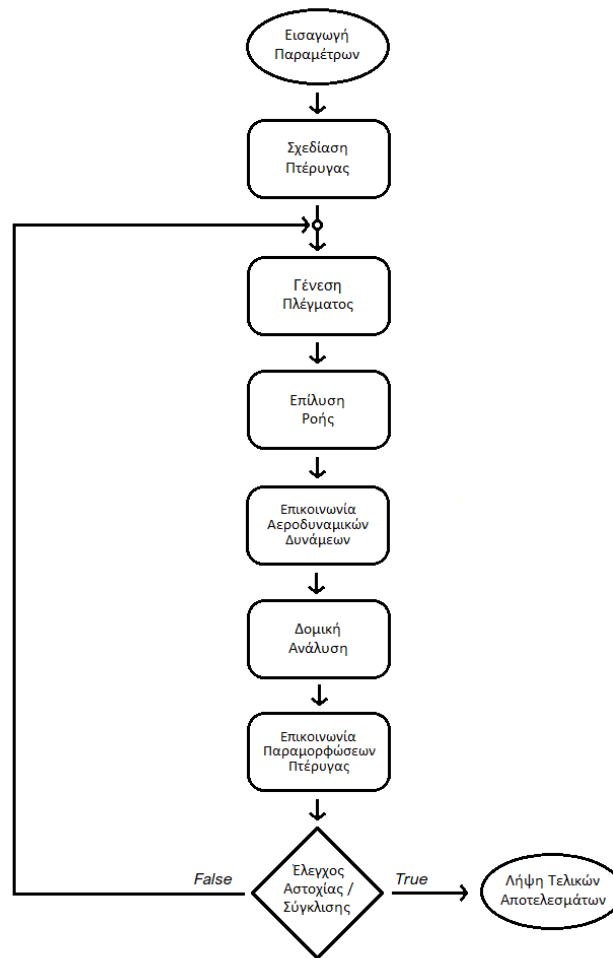 Εισαγωγή
Παραμέτρων
Σχεδίαση
Πτέρυγας
Γένεση
Πλέγματος
Επίλυση
Ροής
Επικοινωνία
Αεροδυναμικών
Δυνάμεων
Δομική
Ανάλυση
Επικοινωνία
Παραμορφώσεων
Πτέρυγας
Έλεγχος
Αστοχίας /
Σύγκλισης
False
True
Λήψη Τελικών
Αποτελεσμάτων